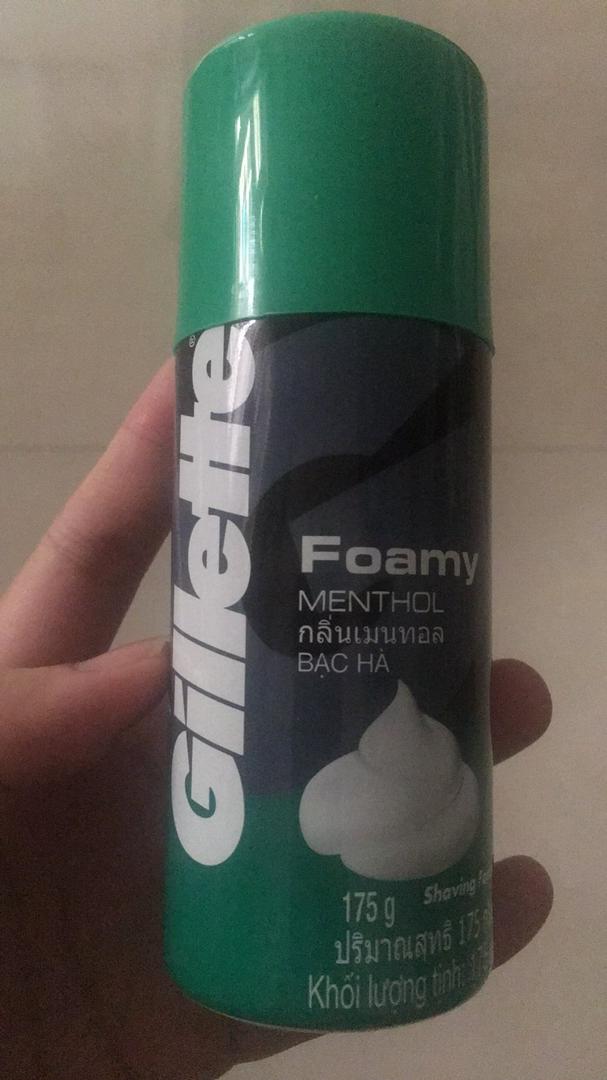 Gillette®
Foamy
MENTHOL
กลิ่นเมนทอล
BẠC HÀ
Shaving
175 g
ปริมาณสุทธิ 175
Khối lượng tịnh: